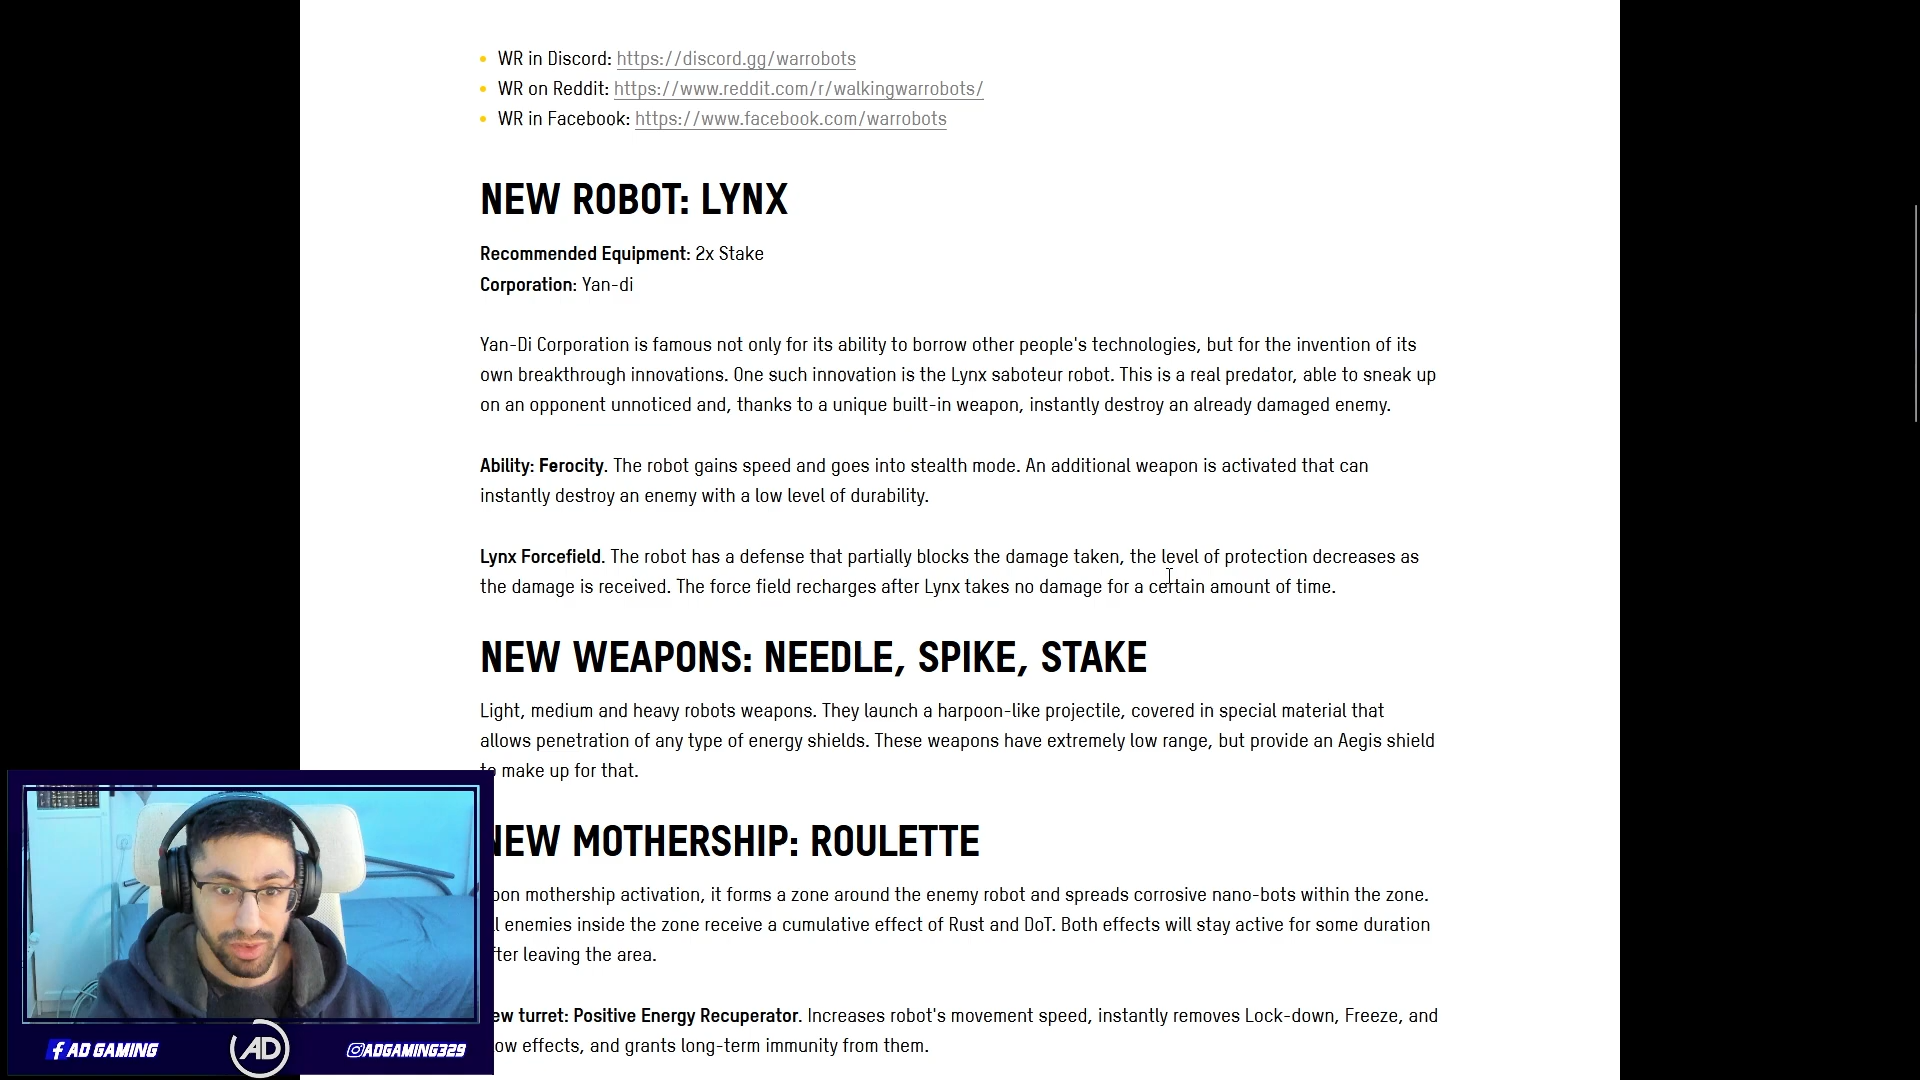 WR in Discord: https://discord.gg/warrobots
WR on Reddit: https://www.reddit.com/r/walkingwarrobots/
WR in Facebook: https://www.facebook.com/warrobots
NEW ROBOT: LYNX
Recommended Equipment: 2x Stake
Corporation: Yan-di
Yan-Di Corporation is famous not only for its ability to borrow other people's technologies, but for the invention of its
own breakthrough innovations. One such innovation is the Lynx saboteur robot. This is a real predator, able to sneak up
on an opponent unnoticed and, thanks to a unique built-in weapon, instantly destroy an already damaged enemy.
Ability: Ferocity. The robot gains speed and goes into stealth mode. An additional weapon is activated that can
instantly destroy an enemy with a low level of durability.
Lynx Forcefield. The robot has a defense that partially blocks the damage taken, the level of protection decreases as
the damage is received. The force field recharges after Lynx takes no damage for a certain amount of time.
NEW WEAPONS: NEEDLE, SPIKE, STAKE
Light, medium and heavy robots weapons. They launch a harpoon-like projectile, covered in special material that
allows penetration of any type of energy shields. These weapons have extremely low range, but provide an Aegis shield
to make up for that.
NEW MOTHERSHIP: ROULETTE
mothership activation, it forms a zone around the enemy robot and spreads corrosive nano-bots within the zone.
enemies inside the zone receive a cumulative effect of Rust and DoT. Both effects will stay active for some duration
leaving the area.
turret: Positive Energy Recuperator. Increases robot's movement speed, instantly removes Lock-down, Freeze, and
effects, and grants long-term immunity from them.
AD GAMING
AD
ADGAMING329